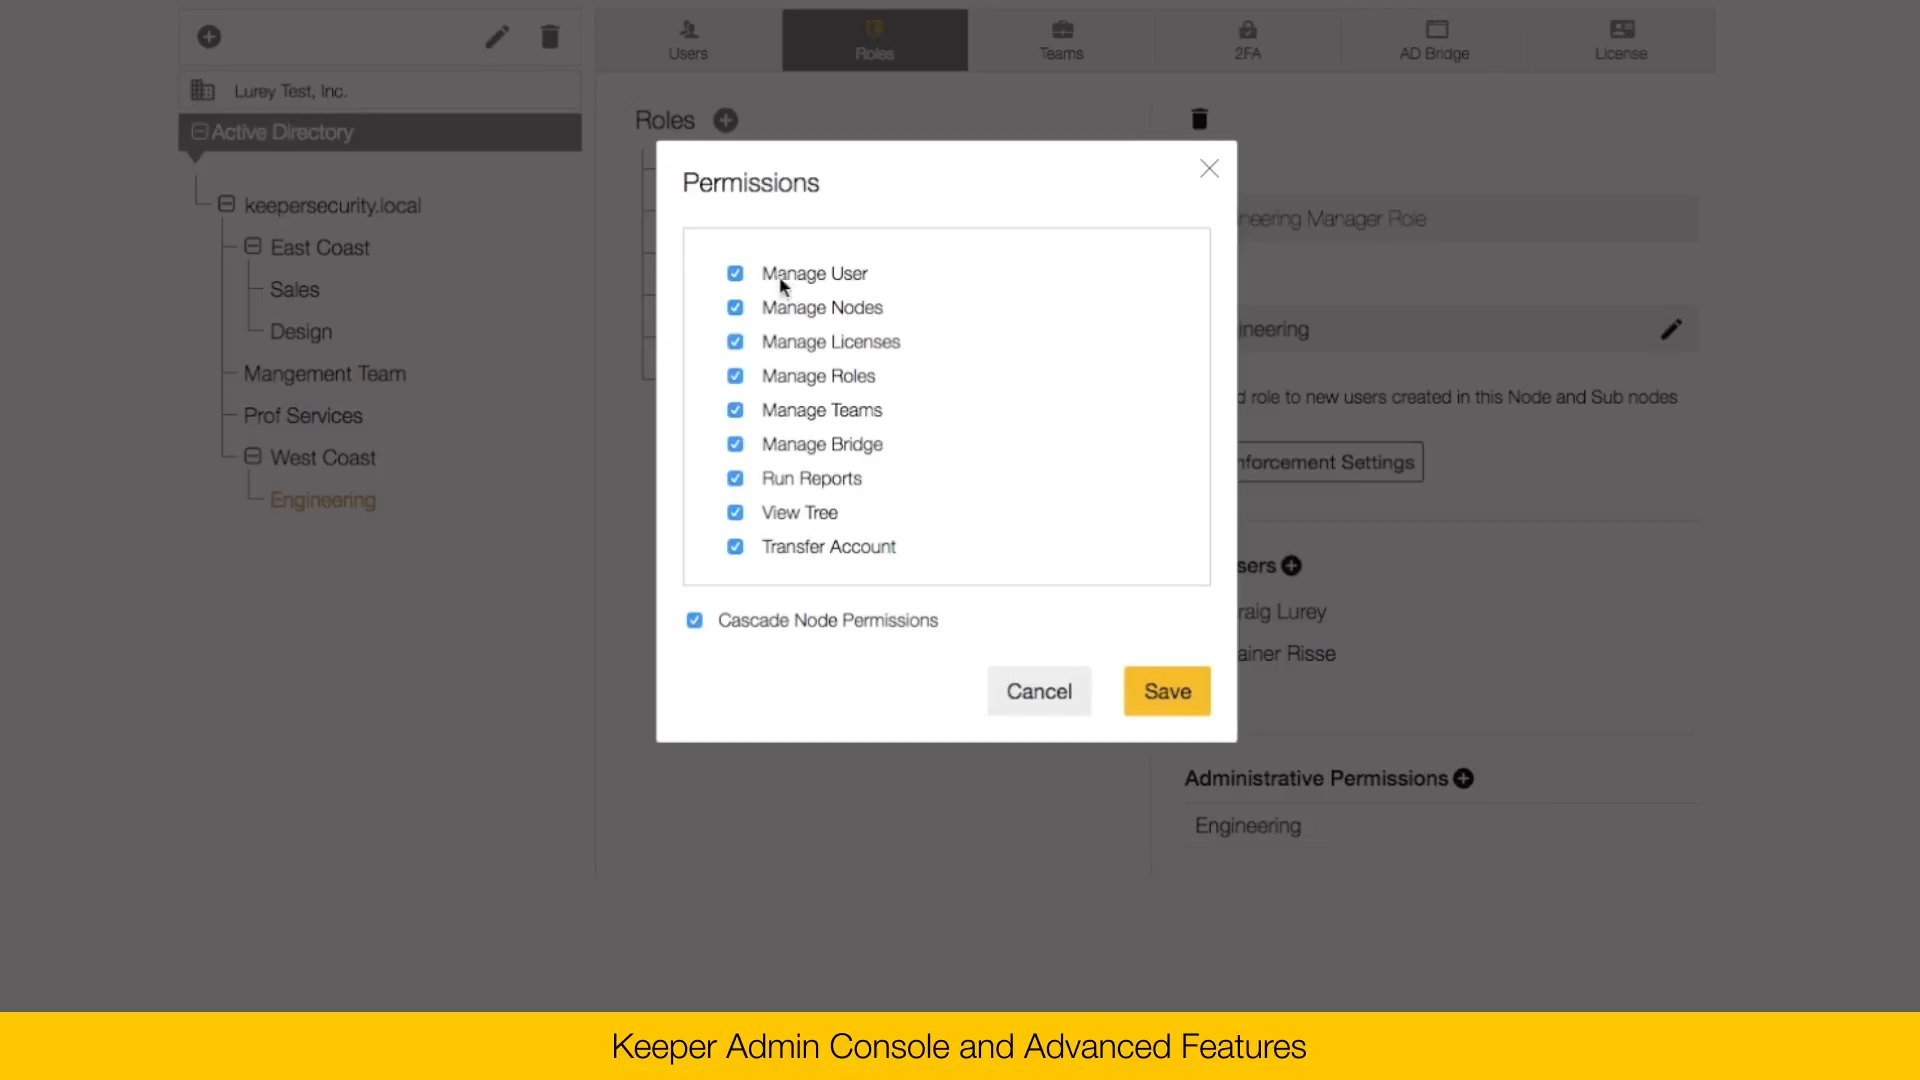 Users
Roles
Teams
2FA
AD Bridge
License
Lurey Test, Inc.
Active Directory
keepersecurity.local
East Coast
Sales
Design
Mangement Team
Prof Services
West Coast
Engineering
Roles
Permissions
Manage User
Manage Nodes
Manage Licenses
Manage Roles
Manage Teams
Manage Bridge
Run Reports
View Tree
Transfer Account
Cascade Node Permissions
Cancel
Save
neering Manager Role
ineering
d role to new users created in this Node and Sub nodes
nforcement Settings
sers
raig Lurey
ainer Risse
Administrative Permissions
Engineering
Keeper Admin Console and Advanced Features